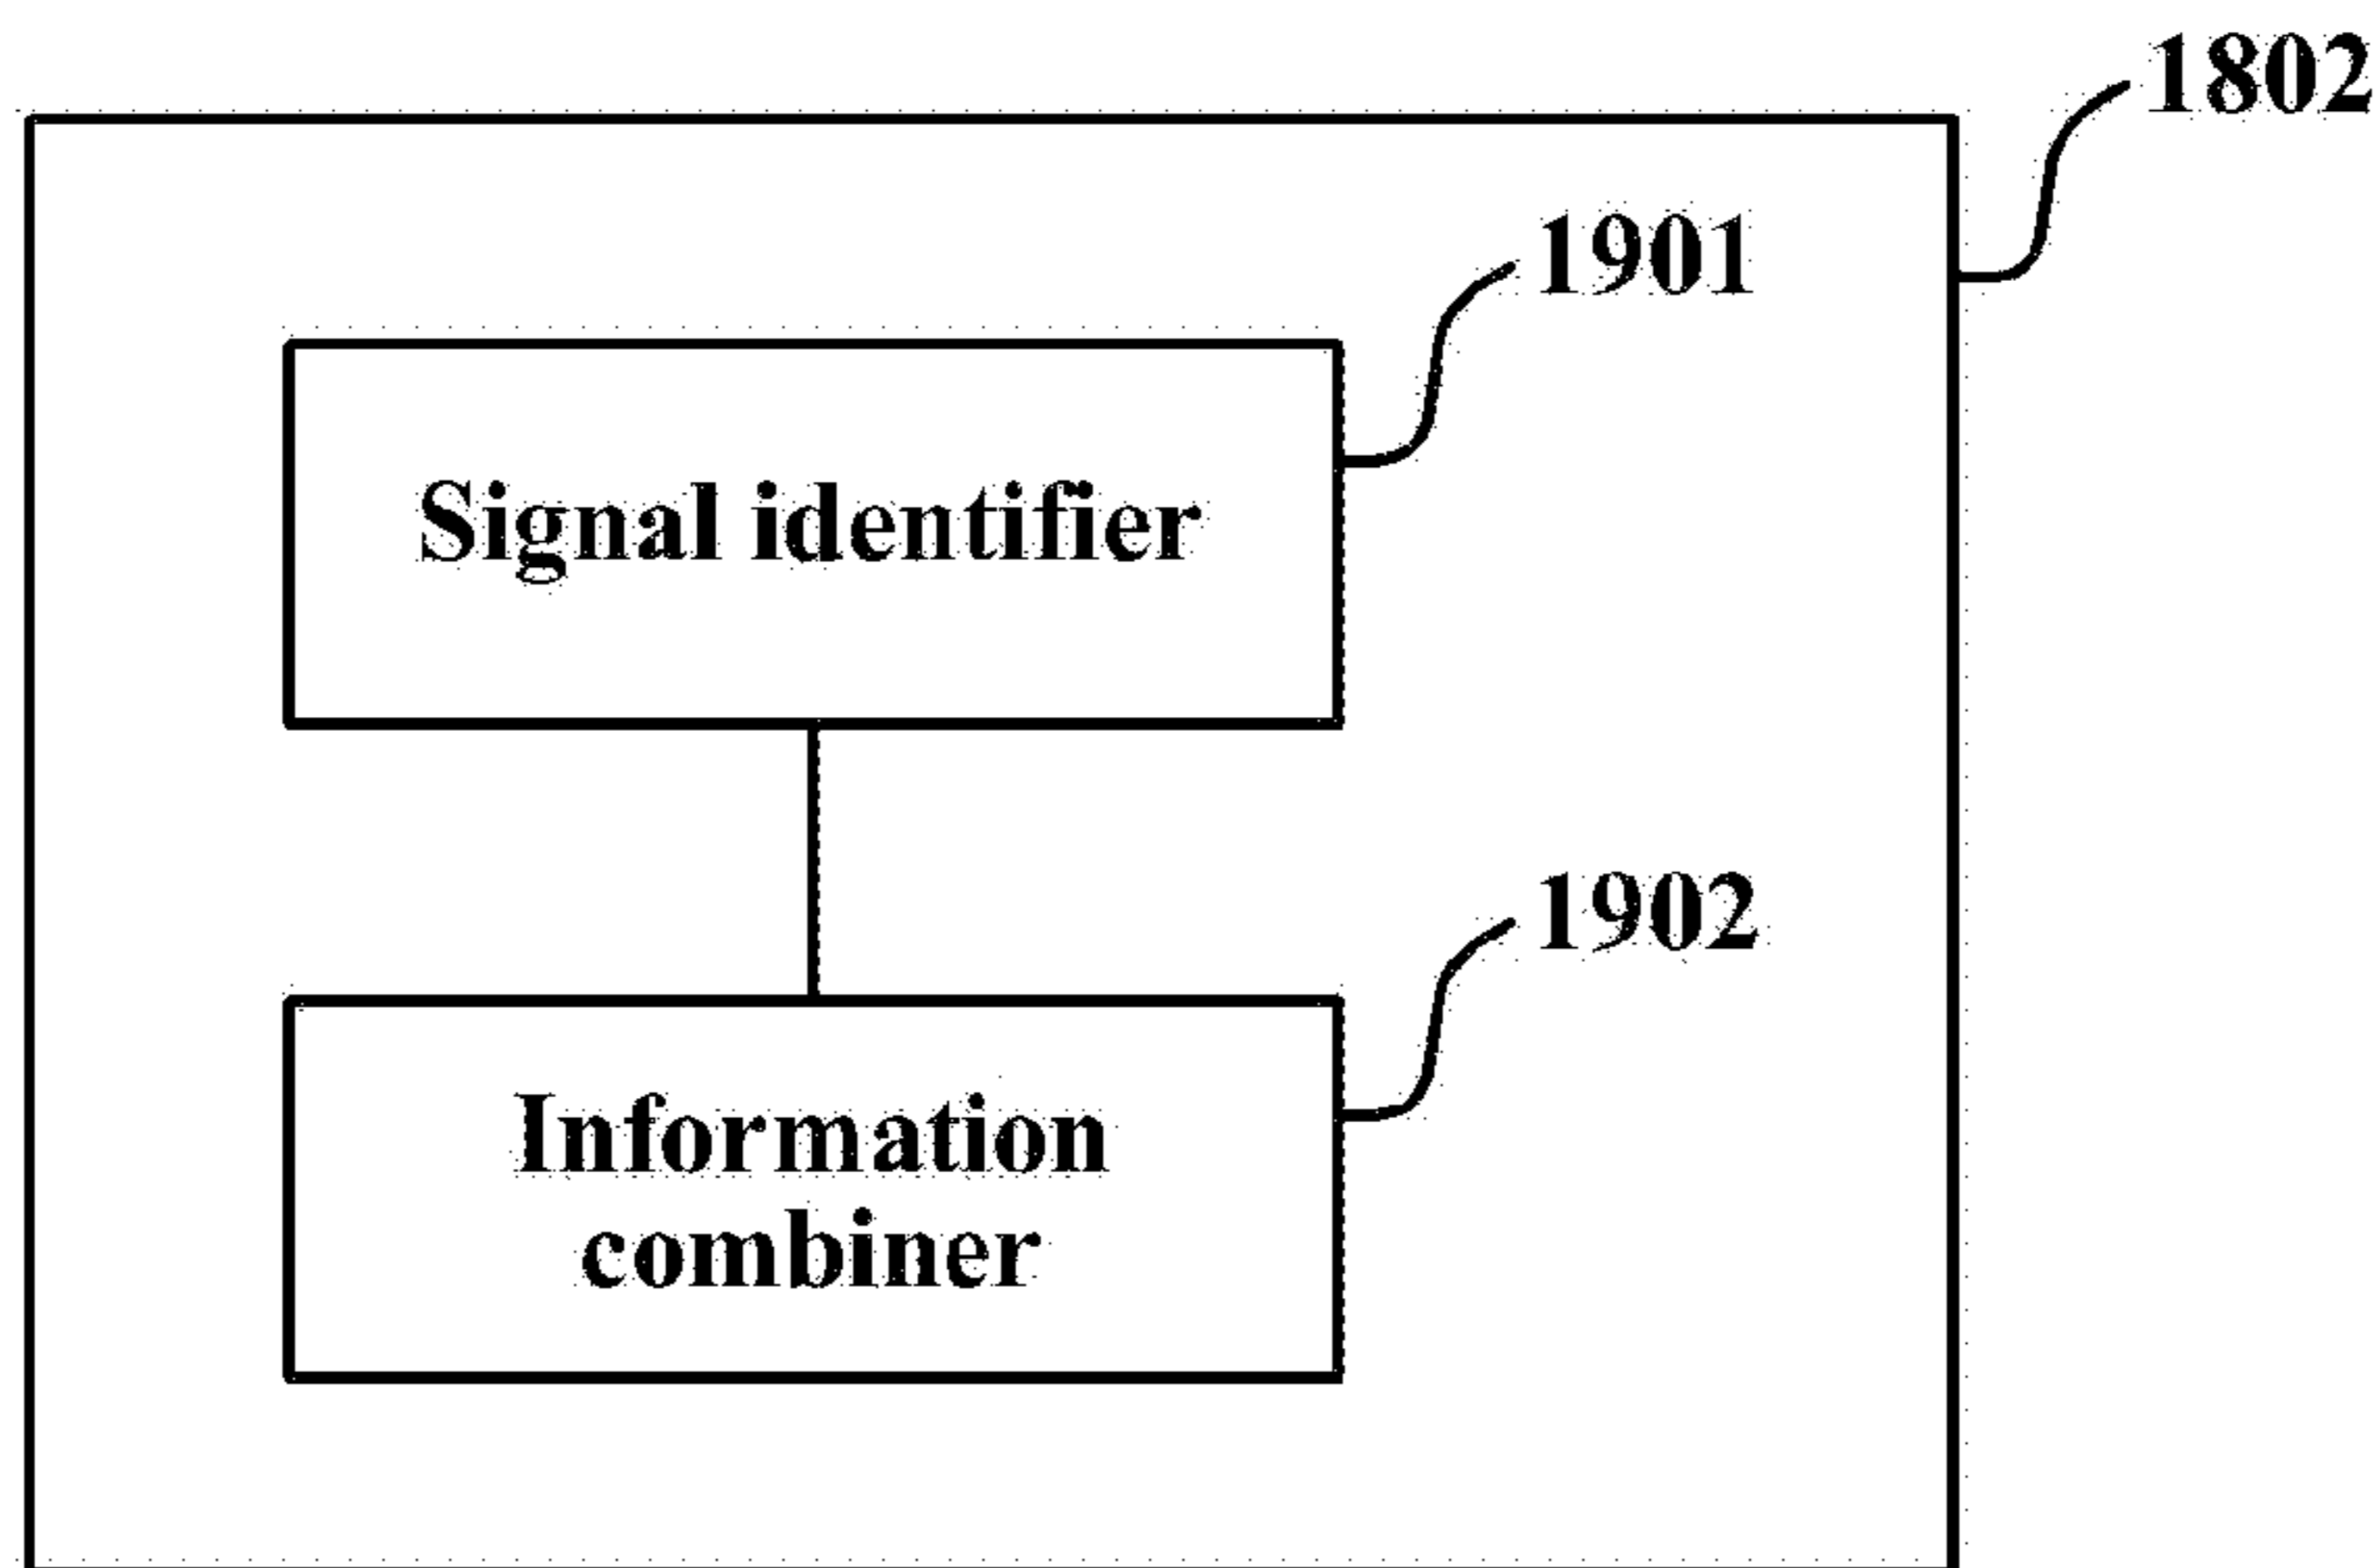 1802
1901
Signal identifier
1902
Information
combiner